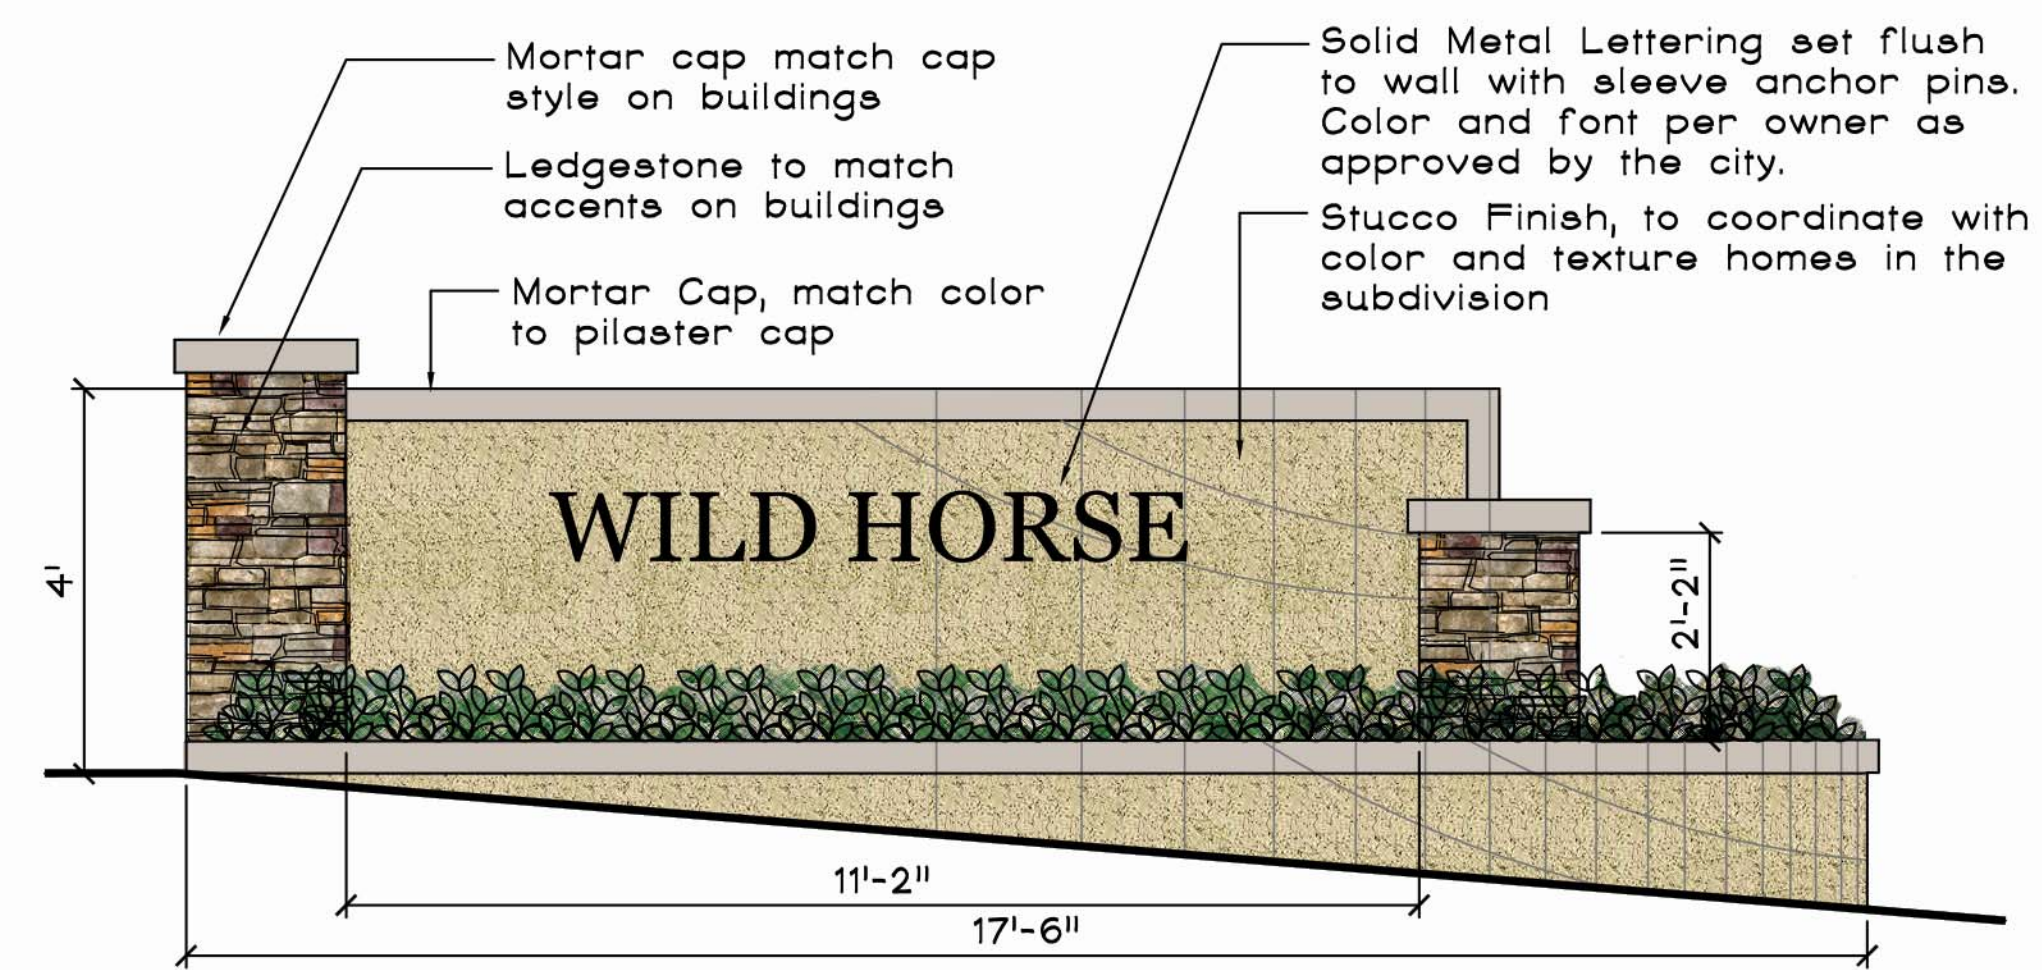 Mortar cap match cap
style on buildings
Ledgestone to match
accents on buildings
Mortar Cap, match color
to pilaster cap
Solid Metal Lettering set flush
to wall with sleeve anchor pins.
Color and font per owner as
approved by the city.
Stucco Finish, to coordinate with
color and texture homes in the
subdivision
WILD HORSE
4'
2'-2"
11'-2"
17'-6"